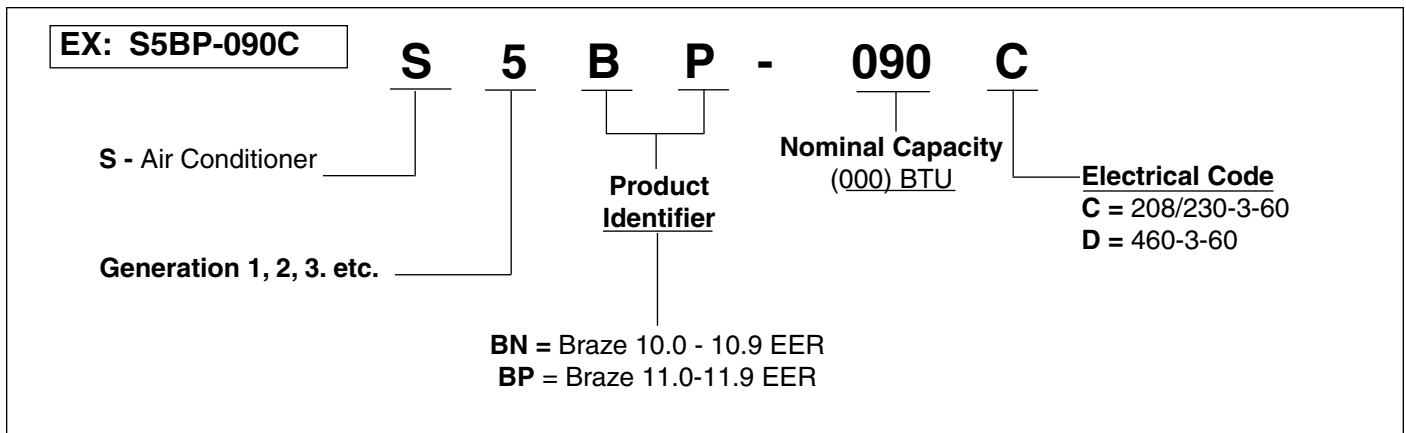 EX: S5BP-090C
S 5 B P - 090 C
S - Air Conditioner
Generation 1, 2, 3. etc.
Product
Identifier
BN = Braze 10.0 - 10.9 EER
BP = Braze 11.0-11.9 EER
Nominal Capacity
(000) BTU
Electrical Code
C = 208/230-3-60
D = 460-3-60